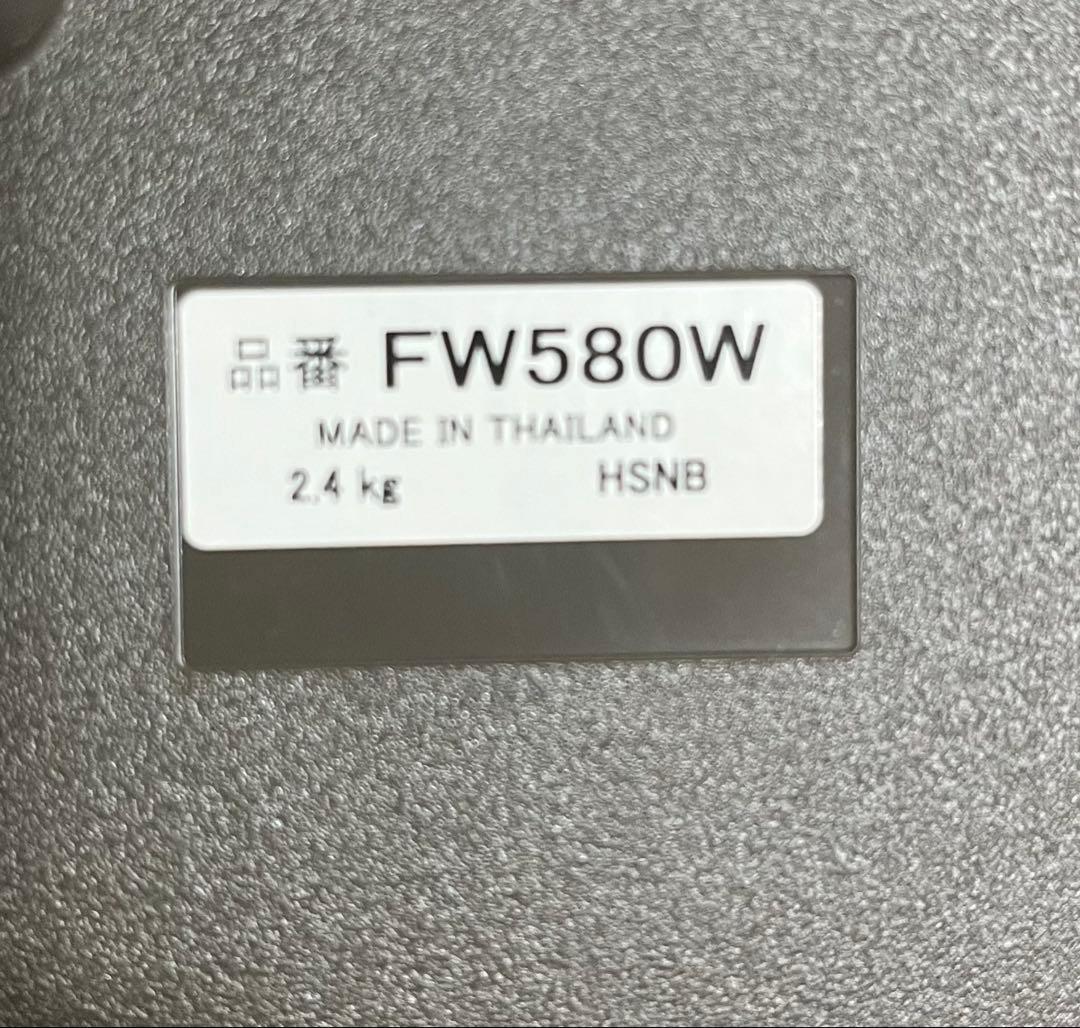 品番 FW580W
MADE IN THAILAND
2.4 kg HSNB